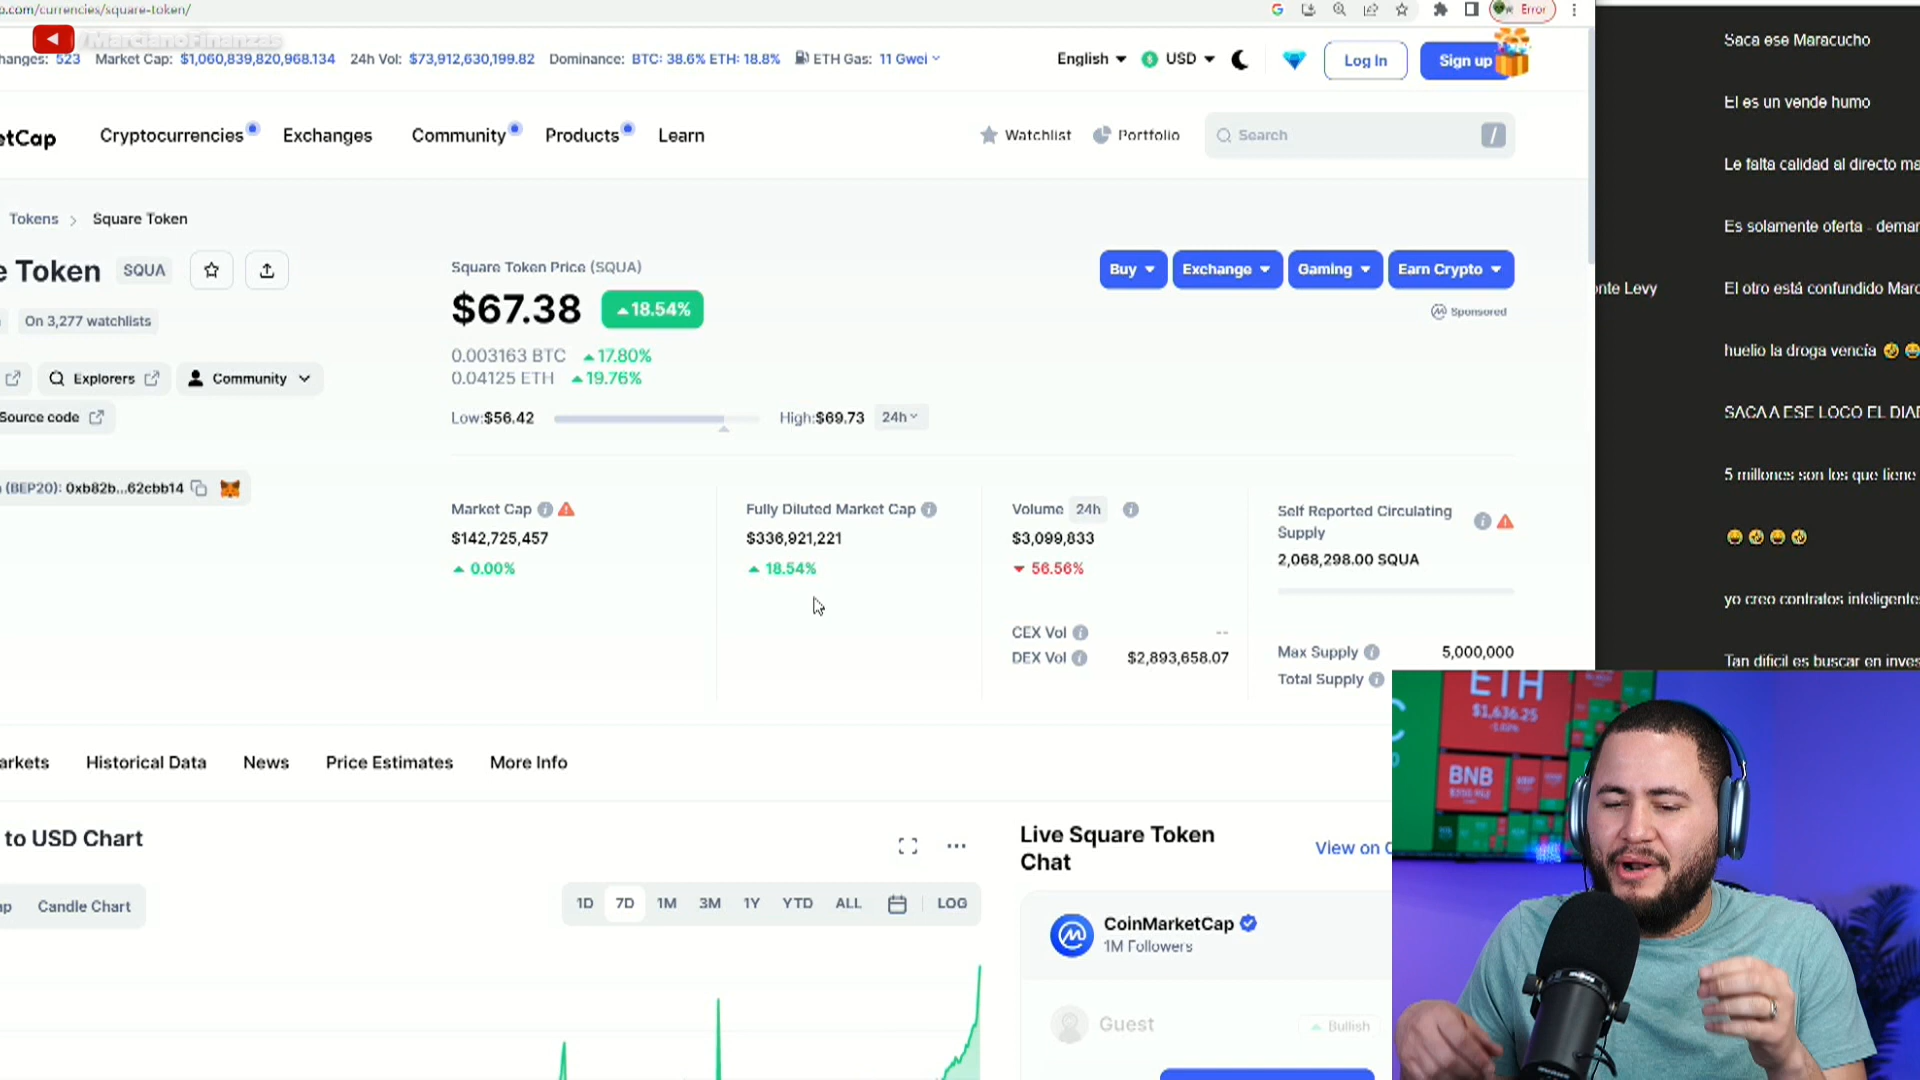 p.com/currencies/square-token/
Error
/MarcianoFinanzas
hanges: 523 Market Cap: $1,060,839,820,968.134 24h Vol: $73,912,630,199.82 Dominance: BTC: 38.6% ETH: 18.8% ETH Gas: 11 Gwei
English USD Log In Sign up
etCap Cryptocurrencies Exchanges Community Products Learn Watchlist Portfolio Search /
Tokens > Square Token
e Token SQUA
On 3,277 watchlists
Explorers Community
Source code
(BEP20): 0xb82b...62cbb14
Square Token Price (SQUA)
$67.38 18.54%
0.003163 BTC 17.80%
0.04125 ETH 19.76%
Low:$56.42 High:$69.73 24h
Buy Exchange Gaming Earn Crypto
Sponsored
Market Cap
$142,725,457
0.00%
Fully Diluted Market Cap
$336,921,221
18.54%
Volume 24h
$3,099,833
56.56%
CEX Vol --
DEX Vol $2,893,658.07
Self Reported Circulating
Supply
2,068,298.00 SQUA
Max Supply 5,000,000
Total Supply
arkets Historical Data News Price Estimates More Info
to USD Chart
ap Candle Chart
1D 7D 1M 3M 1Y YTD ALL LOG
Live Square Token
Chat
View on C
CoinMarketCap
1M Followers
Guest Bullish
Saca ese Maracucho
El es un vende humo
Le falta calidad al directo ma
Es solamente oferta - deman
onte Levy El otro está confundido Marc
huelio la droga vencía 🤣 😂
SACA A ESE LOCO EL DIAB
5 millones son los que tiene
😂 🤣 😂 🤣
yo creo contratos inteligentes
Tan dificil es buscar en inves
ETH
$1,636.25
BNB